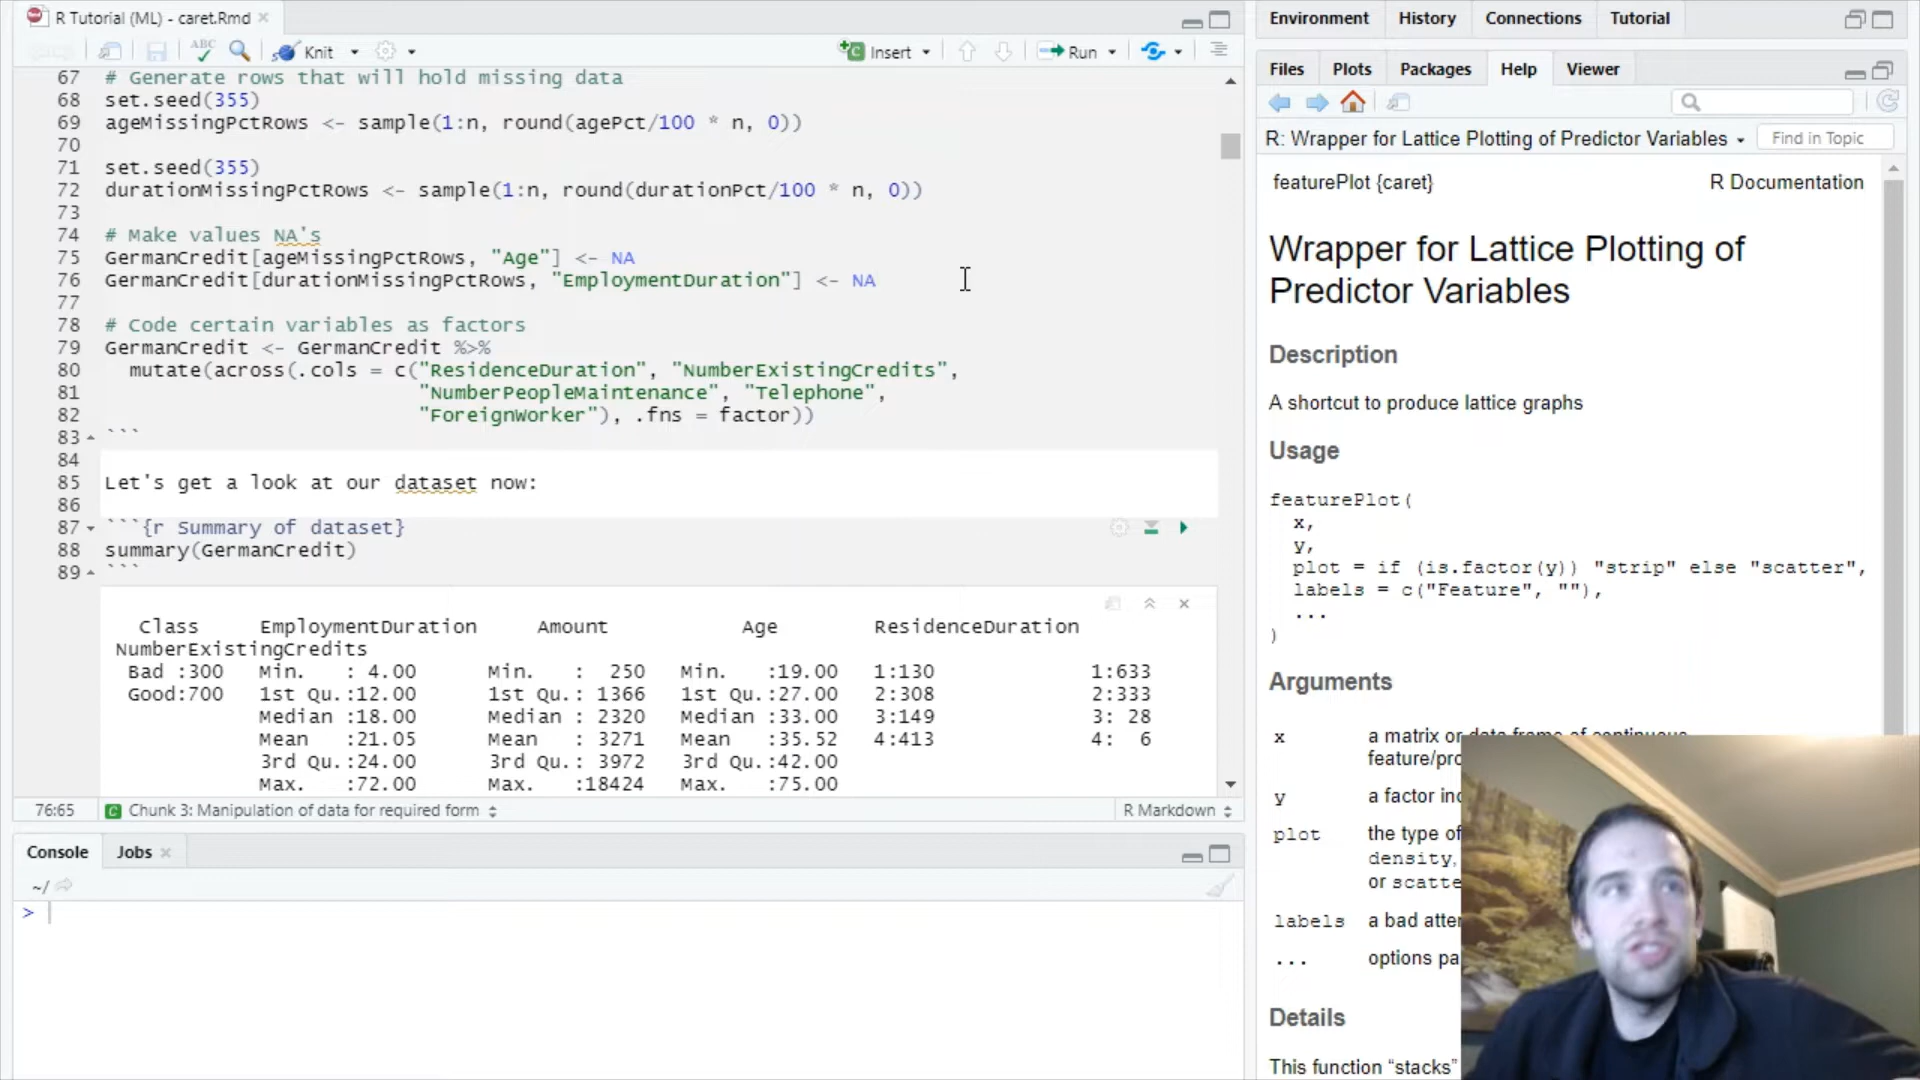 R Tutorial (ML) - caret.Rmd
Knit
Insert
Run
67 # Generate rows that will hold missing data
68 set.seed(355)
69 ageMissingPctRows <- sample(1:n, round(agePct/100 * n, 0))
70
71 set.seed(355)
72 durationMissingPctRows <- sample(1:n, round(durationPct/100 * n, 0))
73
74 # Make values NA's
75 GermanCredit[ageMissingPctRows, "Age"] <- NA
76 GermanCredit[durationMissingPctRows, "EmploymentDuration"] <- NA
77
78 # Code certain variables as factors
79 GermanCredit <- GermanCredit %>%
80 mutate(across(.cols = c("ResidenceDuration", "NumberExistingCredits",
81 "NumberPeopleMaintenance", "Telephone",
82 "ForeignWorker"), .fns = factor))
83 ```
84
85 Let's get a look at our dataset now:
86
87 ```{r Summary of dataset}
88 summary(GermanCredit)
89 ```
Class EmploymentDuration Amount Age ResidenceDuration
NumberExistingCredits
Bad :300 Min. : 4.00 Min. : 250 Min. :19.00 1:130 1:633
Good:700 1st Qu.:12.00 1st Qu.: 1366 1st Qu.:27.00 2:308 2:333
Median :18.00 Median : 2320 Median :33.00 3:149 3: 28
Mean :21.05 Mean : 3271 Mean :35.52 4:413 4: 6
3rd Qu.:24.00 3rd Qu.: 3972 3rd Qu.:42.00
Max. :72.00 Max. :18424 Max. :75.00
76:65 Chunk 3: Manipulation of data for required form R Markdown
Console Jobs
~/
>
Environment History Connections Tutorial
Files Plots Packages Help Viewer
R: Wrapper for Lattice Plotting of Predictor Variables Find in Topic
featurePlot {caret} R Documentation
Wrapper for Lattice Plotting of
Predictor Variables
Description
A shortcut to produce lattice graphs
Usage
featurePlot(
x,
y,
plot = if (is.factor(y)) "strip" else "scatter",
labels = c("Feature", ""),
...
)
Arguments
x a matrix or data frame of continuous
feature/pro
y a factor inc
plot the type of
density,
or scatte
labels a bad atter
... options pa
Details
This function “stacks”